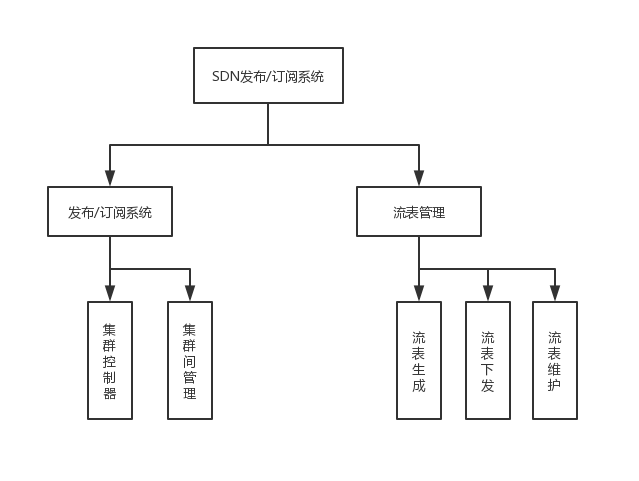 SDN发布/订阅系统
发布/订阅系统
流表管理
集群控制器
集群间管理
流表生成
流表下发
流表维护